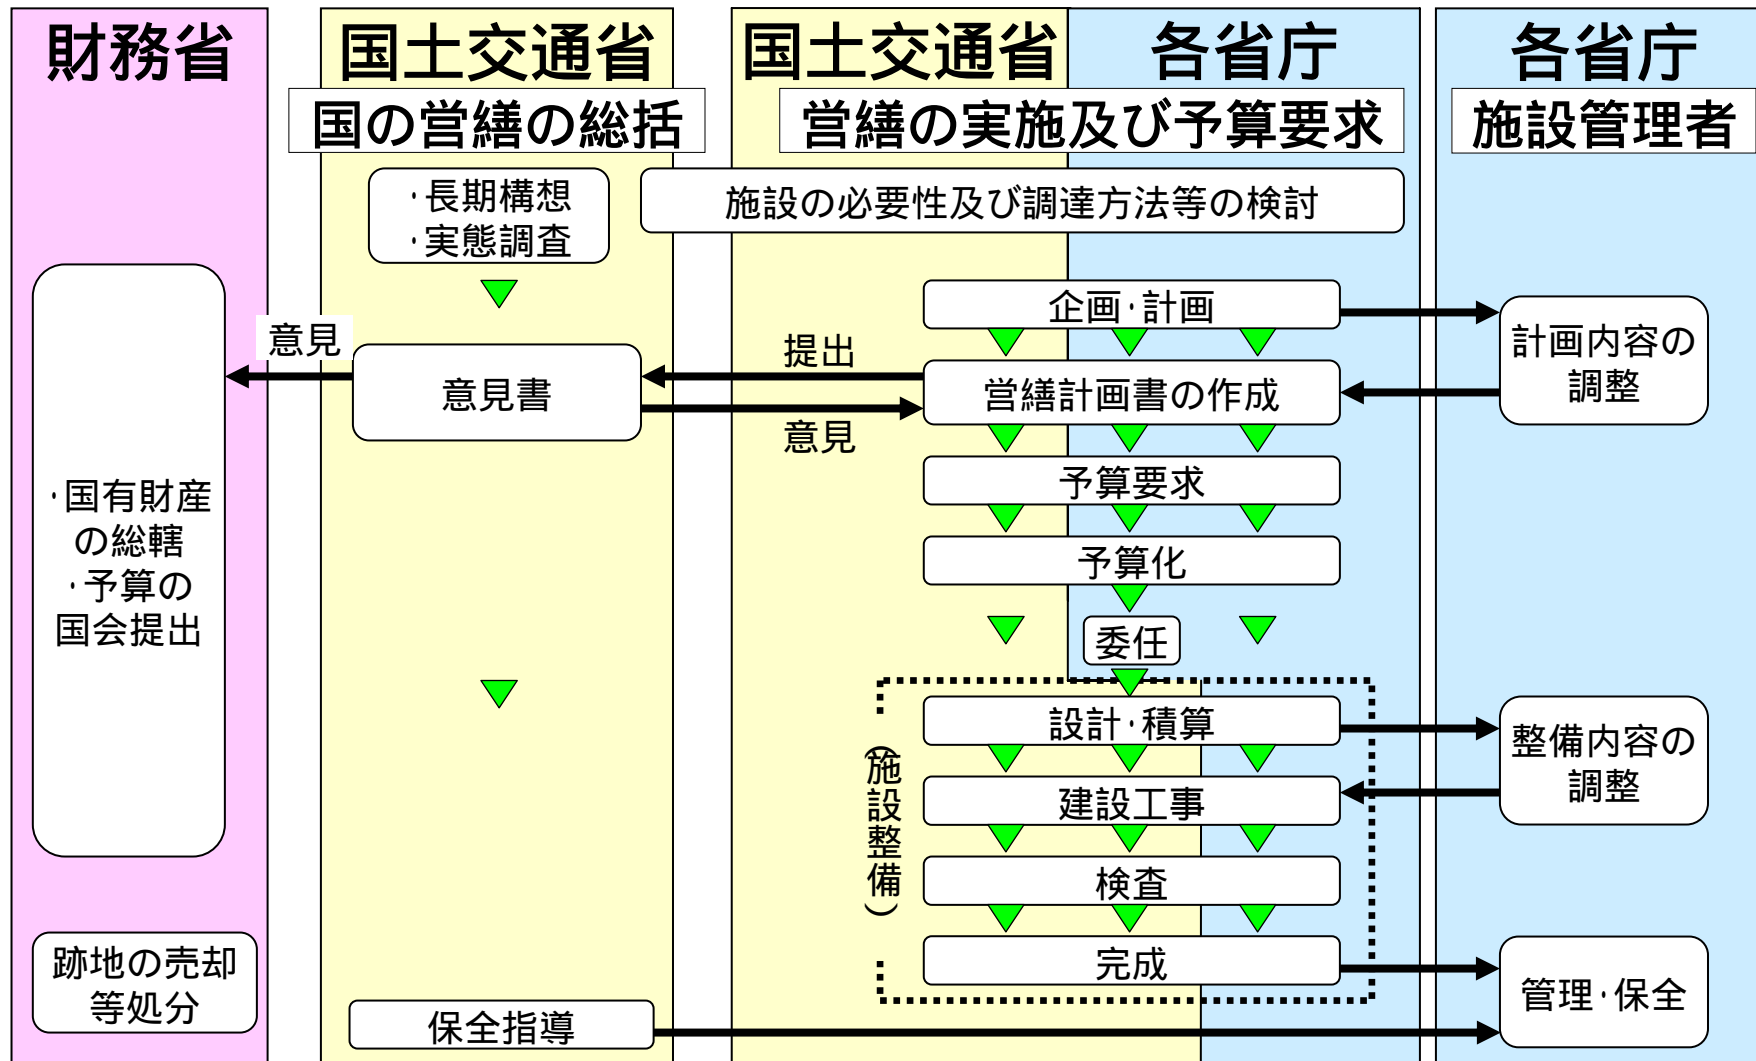 財務省
国土交通省
国土交通省
各省庁
各省庁
国の営繕の総括
営繕の実施及び予算要求
施設管理者
・長期構想
・実態調査
施設の必要性及び調達方法等の検討
企画・計画
計画内容の
調整
意見
意見書
提出
意見
営繕計画書の作成
予算要求
・国有財産
の総轄
・予算の
国会提出
予算化
委任
(施設整備)
設計・積算
整備内容の
調整
建設工事
検査
完成
跡地の売却
等処分
保全指導
管理・保全